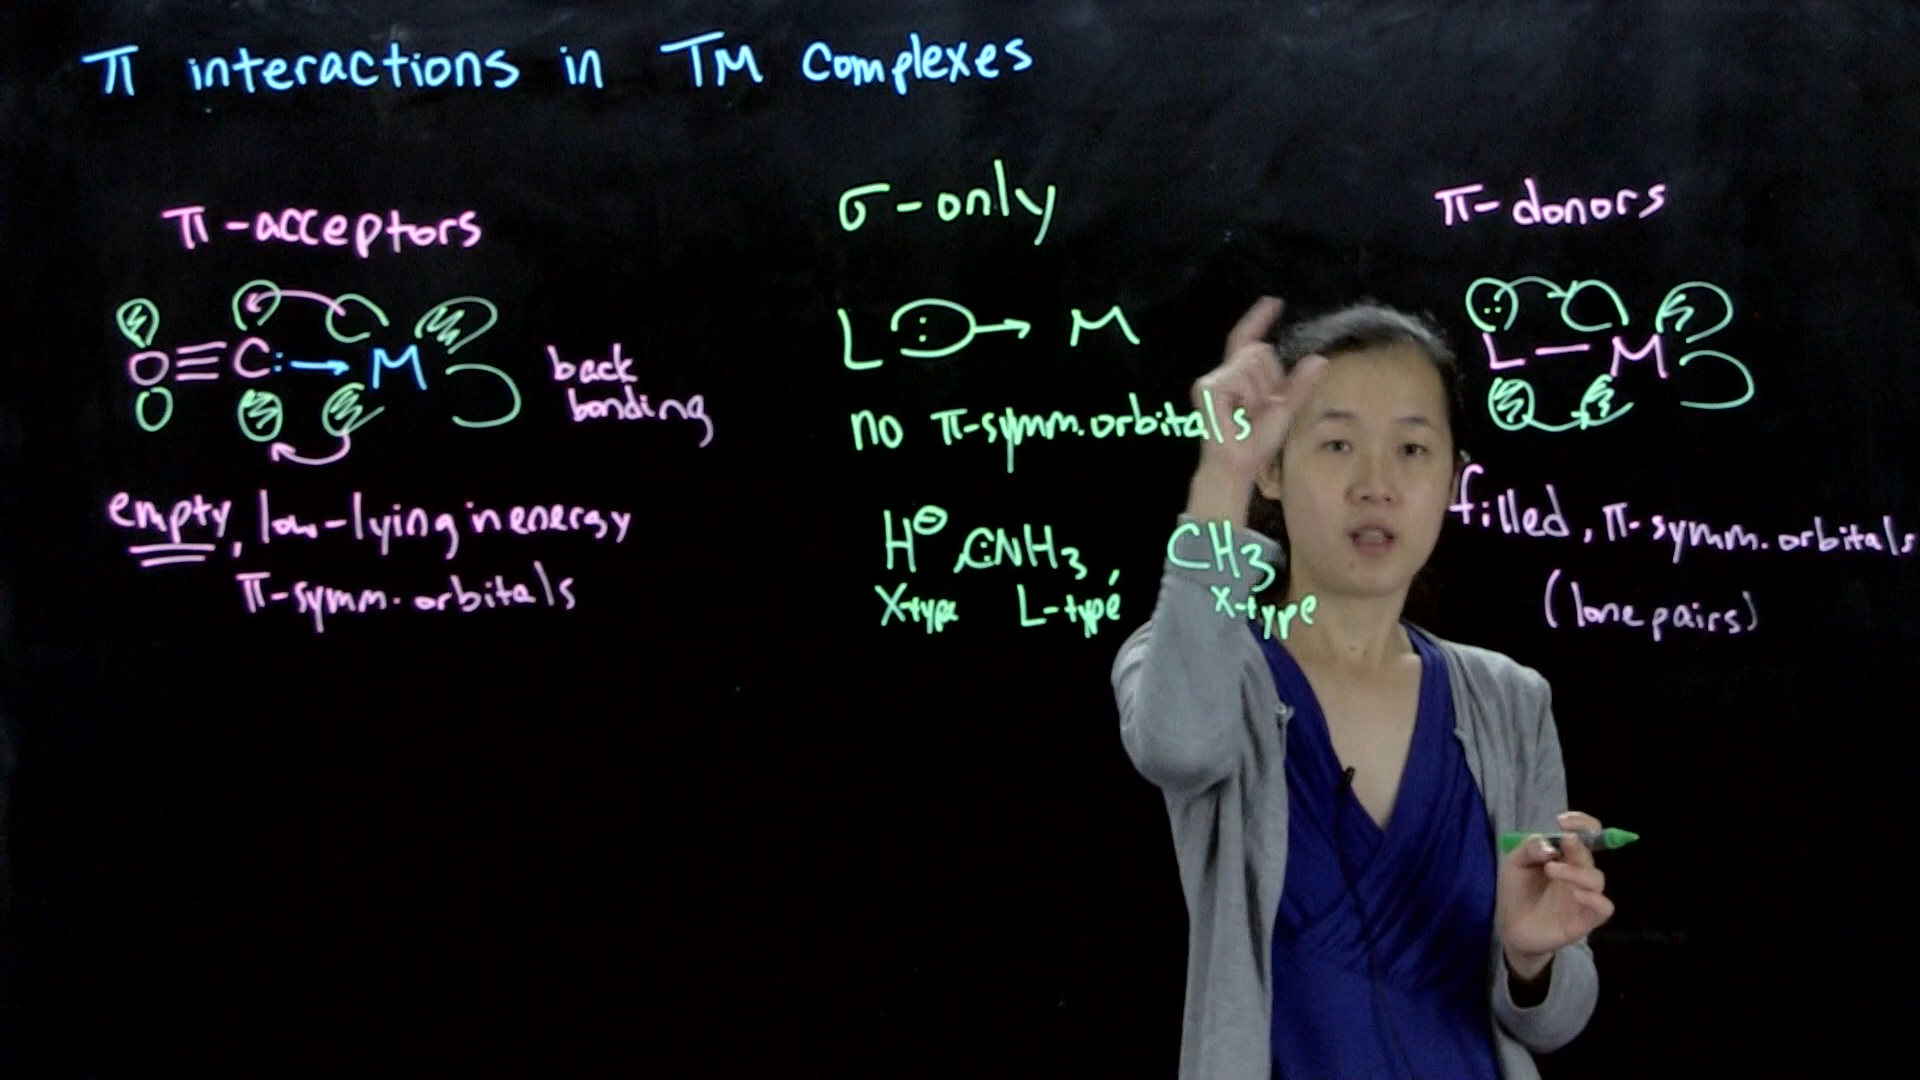 π interactions in TM complexes
π-acceptors
O≡C:→M
back
bonding
empty, low-lying in energy
π-symm. orbitals
σ-only
L : → M
no π-symm. orbitals
H⊖, :NH3, CH3
X-type L-type X-type
π-donors
L—M
filled, π-symm. orbitals
(lone pairs)